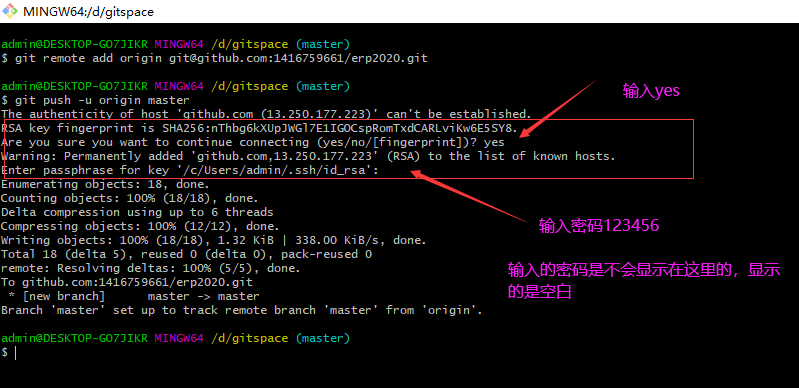 MINGW64:/d/gitspace
admin@DESKTOP-GO7JIKR MINGW64 /d/gitspace (master)
$ git remote add origin git@github.com:1416759661/erp2020.git
admin@DESKTOP-GO7JIKR MINGW64 /d/gitspace (master)
$ git push -u origin master
The authenticity of host 'github.com (13.250.177.223)' can't be established.
RSA key fingerprint is SHA256:nThbg6kXUpJWGl7E1IGOCspRomTxdCARLviKw6E5SY8.
Are you sure you want to continue connecting (yes/no/[fingerprint])? yes
Warning: Permanently added 'github.com,13.250.177.223' (RSA) to the list of known hosts.
Enter passphrase for key '/c/Users/admin/.ssh/id_rsa':
Enumerating objects: 18, done.
Counting objects: 100% (18/18), done.
Delta compression using up to 6 threads
Compressing objects: 100% (12/12), done.
Writing objects: 100% (18/18), 1.32 KiB | 338.00 KiB/s, done.
Total 18 (delta 5), reused 0 (delta 0), pack-reused 0
remote: Resolving deltas: 100% (5/5), done.
To github.com:1416759661/erp2020.git
 * [new branch]      master -> master
Branch 'master' set up to track remote branch 'master' from 'origin'.
admin@DESKTOP-GO7JIKR MINGW64 /d/gitspace (master)
$
输入yes
输入密码123456
输入的密码是不会显示在这里的，显示
的是空白